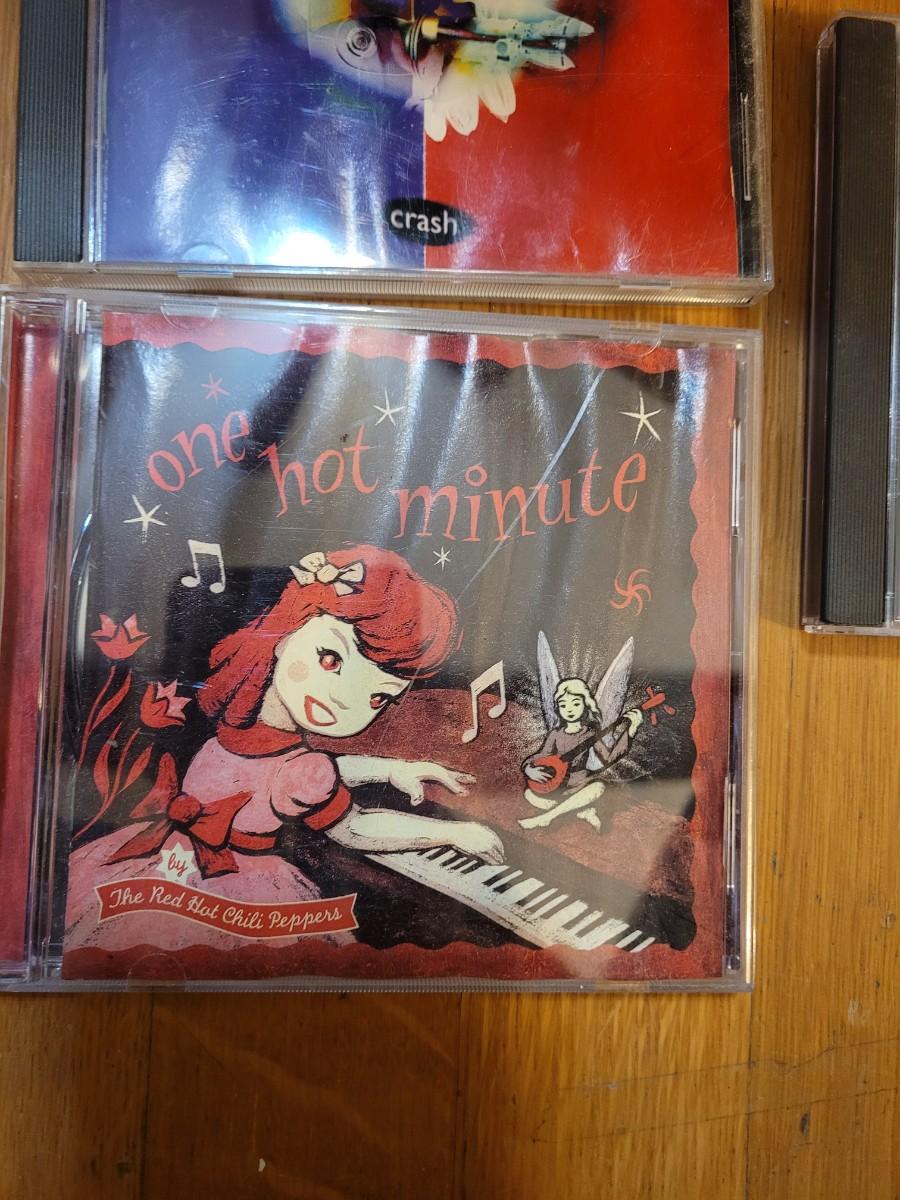 crash
one hot minute
by
The Red Hot Chili Peppers